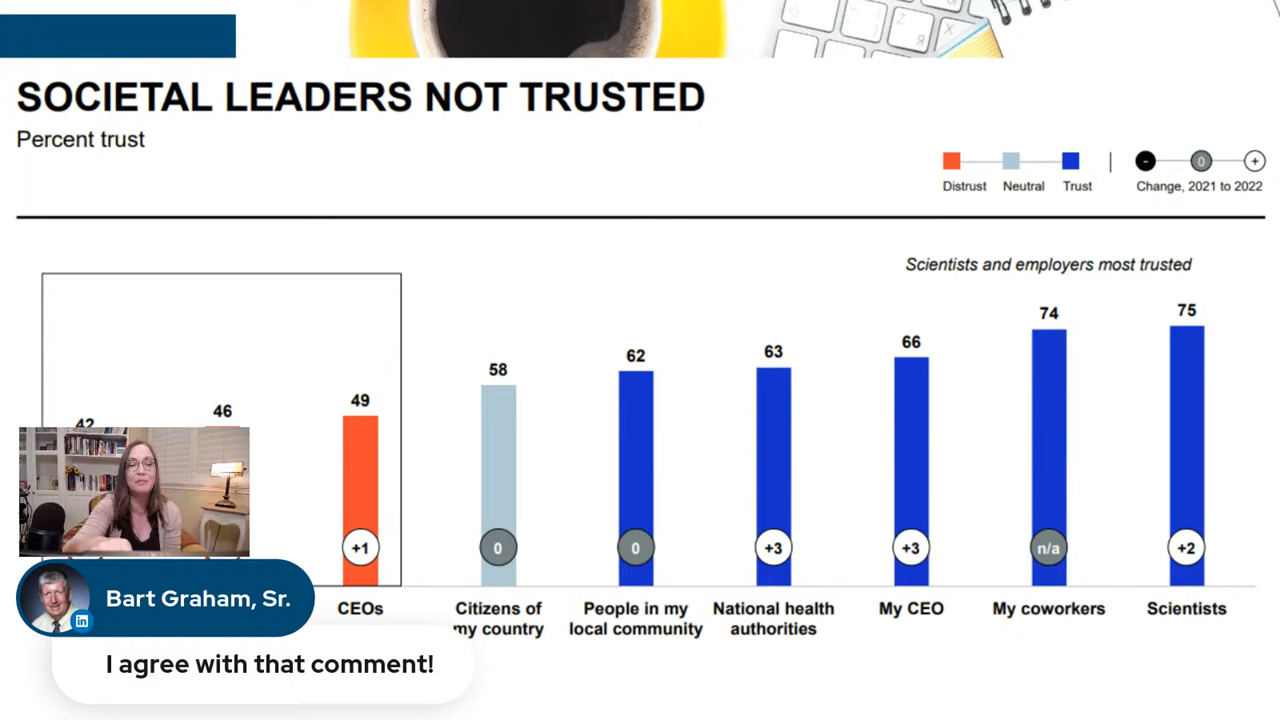 SOCIETAL LEADERS NOT TRUSTED
Percent trust
Distrust Neutral Trust
- 0 +
Change, 2021 to 2022
Scientists and employers most trusted
42 46 49 58 62 63 66 74 75
+1 0 0 +3 +3 n/a +2
CEOs Citizens of People in my National health My CEO My coworkers Scientists
my country local community authorities
Bart Graham, Sr.
in
I agree with that comment!